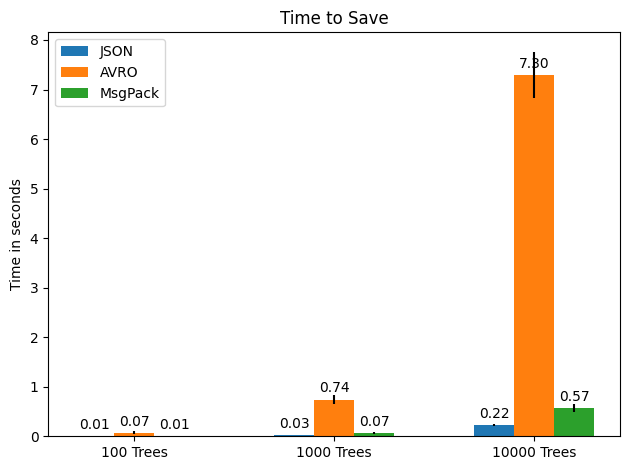 Time to Save
JSON
AVRO
MsgPack
Time in seconds
8
7
6
5
4
3
2
1
0
0.01 0.07 0.01
0.03 0.74 0.07
0.22 7.30 0.57
100 Trees 1000 Trees 10000 Trees